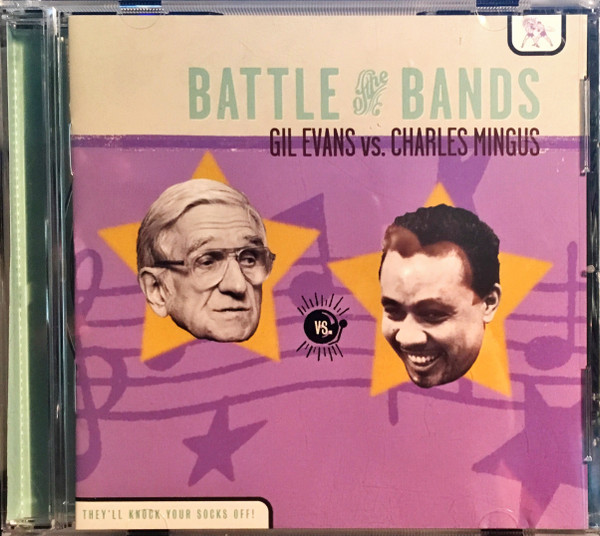 BATTLE of the BANDS
GIL EVANS vs. CHARLES MINGUS
VS.
THEY'LL KNOCK YOUR SOCKS OFF!